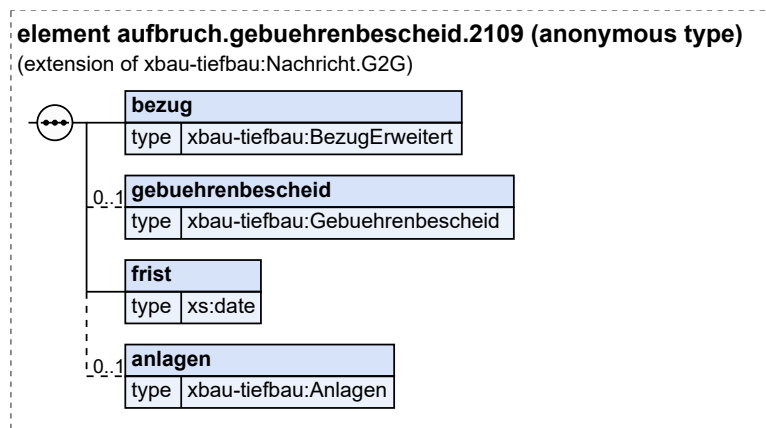 element aufbruch.gebuehrenbescheid.2109 (anonymous type)
(extension of xbau-tiefbau:Nachricht.G2G)
bezug
type xbau-tiefbau:BezugErweitert
0..1 gebuehrenbescheid
type xbau-tiefbau:Gebuehrenbescheid
frist
type xs:date
0..1 anlagen
type xbau-tiefbau:Anlagen